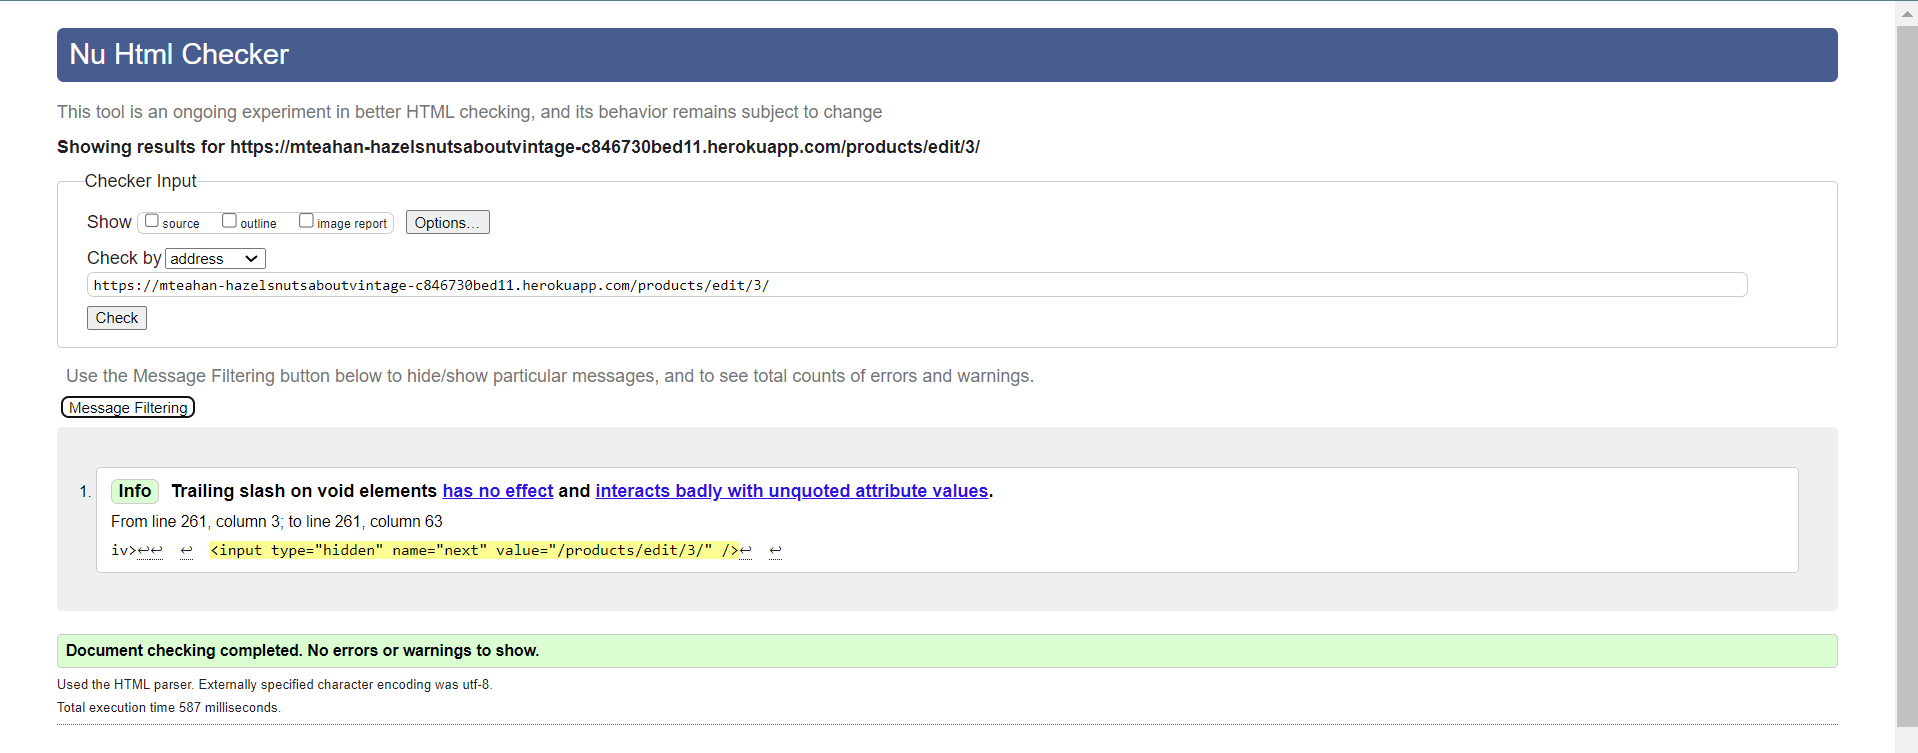 Nu Html Checker
This tool is an ongoing experiment in better HTML checking, and its behavior remains subject to change
Showing results for https://mteahan-hazelsnutsaboutvintage-c846730bed11.herokuapp.com/products/edit/3/
Checker Input
Show source outline image report Options...
Check by address
https://mteahan-hazelsnutsaboutvintage-c846730bed11.herokuapp.com/products/edit/3/
Check
Use the Message Filtering button below to hide/show particular messages, and to see total counts of errors and warnings.
Message Filtering
1. Info Trailing slash on void elements has no effect and interacts badly with unquoted attribute values.
From line 261, column 3; to line 261, column 63
iv>↩↩ ↩ <input type="hidden" name="next" value="/products/edit/3/" />↩ ↩
Document checking completed. No errors or warnings to show.
Used the HTML parser. Externally specified character encoding was utf-8.
Total execution time 587 milliseconds.